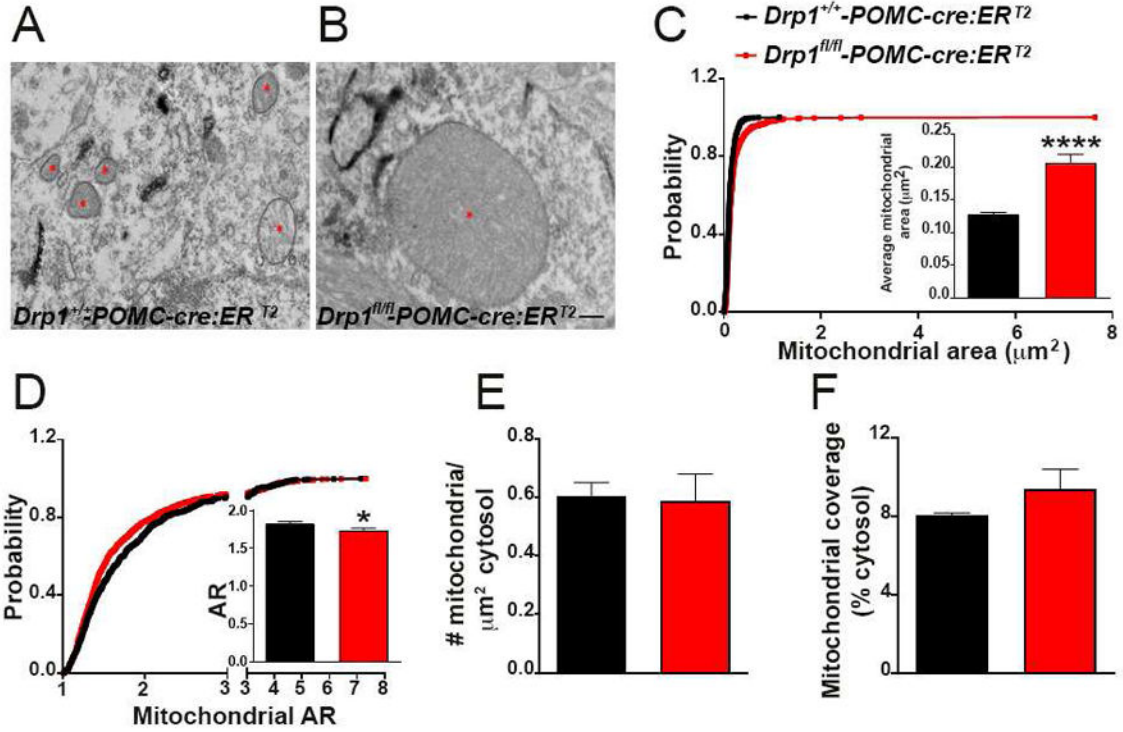 A
B
C
Drp1+/+-POMC-cre:ERT2
Drp1fl/fl-POMC-cre:ERT2
Drp1+/+-POMC-cre:ERT2
Drp1fl/fl-POMC-cre:ERT2
Probability
1.2
0.8
0.4
0.0
0
2
4
6
8
Mitochondrial area (μm2)
Average mitochondrial
area (μm2)
0.25
0.20
0.15
0.10
0.05
0.0
****
D
Probability
1.2
0.8
0.4
0.0
1
2
3
3
4
5
6
7
8
Mitochondrial AR
AR
2.0
1.5
1.0
0.5
0.0
*
E
# mitochondria/
μm2 cytosol
0.8
0.6
0.4
0.2
0.0
F
Mitochondrial coverage
(% cytosol)
12
8
4
0